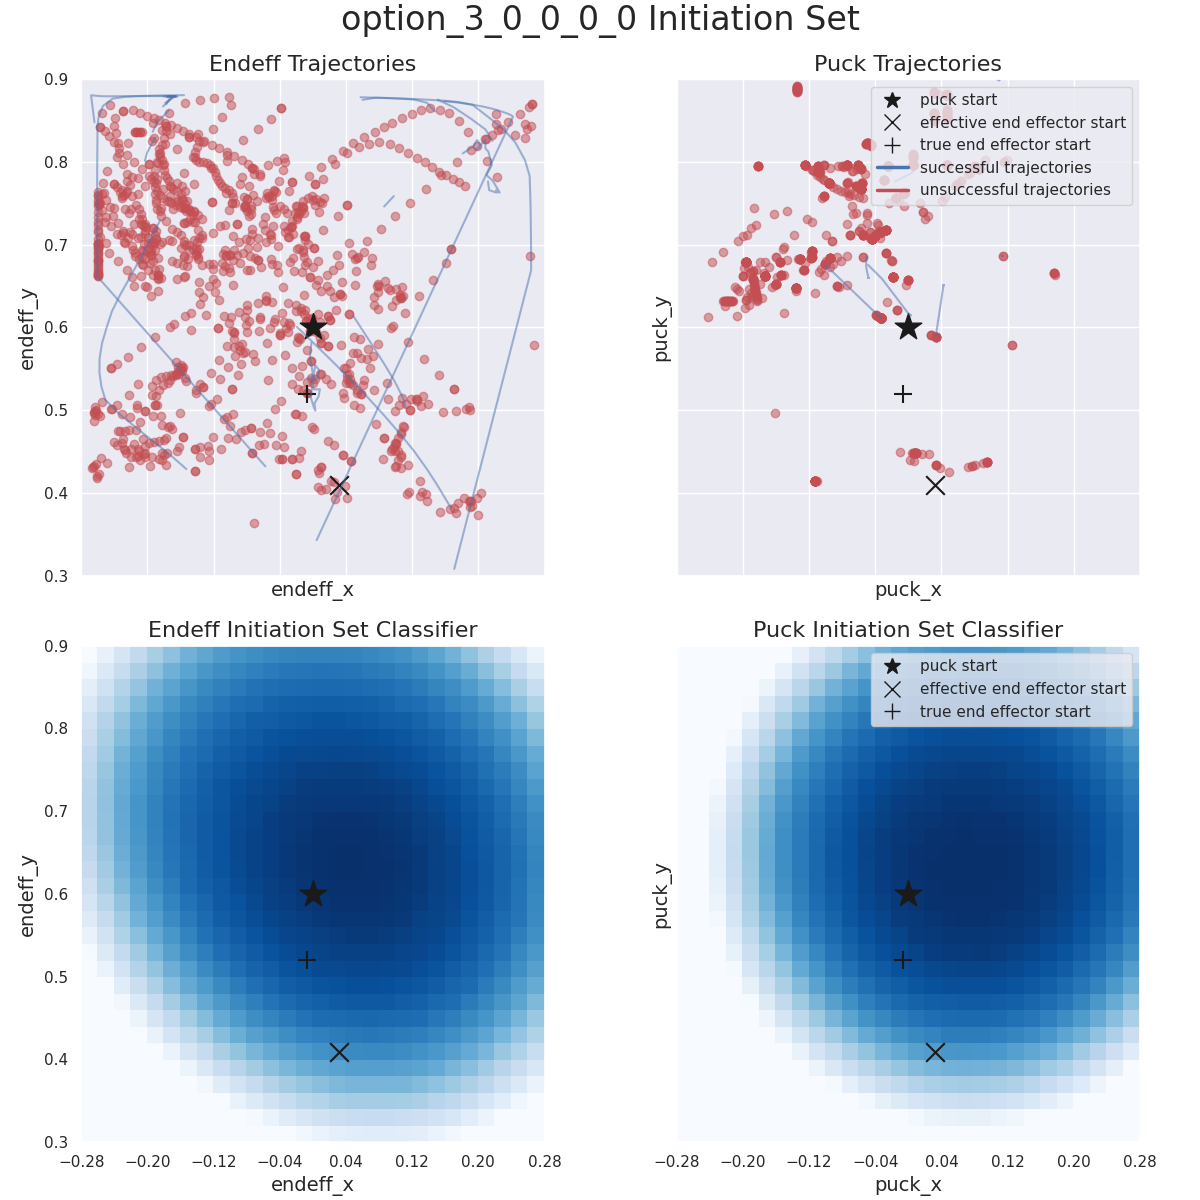 option_3_0_0_0_0 Initiation Set
Endeff Trajectories
0.9
0.8
0.7
0.6
0.5
0.4
0.3
endeff_y
endeff_x
Puck Trajectories
puck start
effective end effector start
true end effector start
successful trajectories
unsuccessful trajectories
puck_y
puck_x
Endeff Initiation Set Classifier
0.9
0.8
0.7
0.6
0.5
0.4
0.3
endeff_y
−0.28 −0.20 −0.12 −0.04 0.04 0.12 0.20 0.28
endeff_x
Puck Initiation Set Classifier
puck start
effective end effector start
true end effector start
puck_y
−0.28 −0.20 −0.12 −0.04 0.04 0.12 0.20 0.28
puck_x